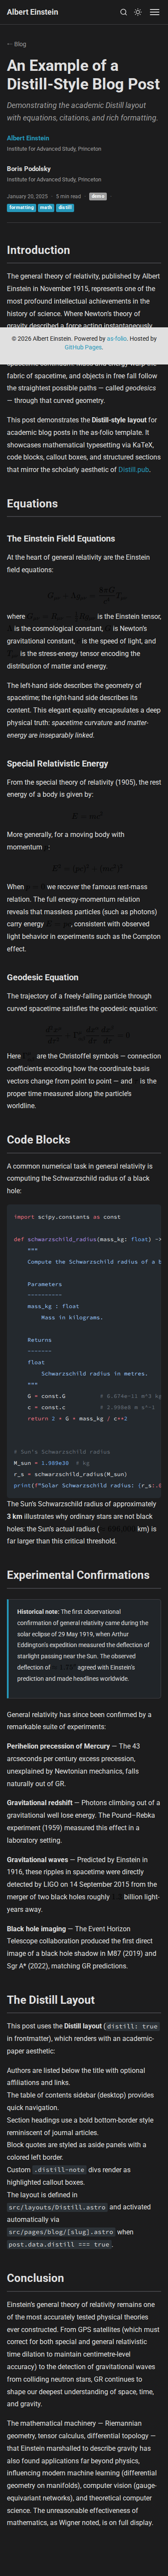 Albert Einstein
← Blog
An Example of a
Distill-Style Blog Post
Demonstrating the academic Distill layout
with equations, citations, and rich formatting.
Albert Einstein
Institute for Advanced Study, Princeton
Boris Podolsky
Institute for Advanced Study, Princeton
January 20, 2025 · 5 min read demo
formatting math distill
Introduction
The general theory of relativity, published by Albert
Einstein in November 1915, represents one of the
most profound intellectual achievements in the
history of science. Where Newton's theory of
gravity described a force acting instantaneously
© 2026 Albert Einstein. Powered by as-folio. Hosted by
GitHub Pages.
fabric of spacetime, and objects in free fall follow
the straightest possible paths — called geodesics
— through that curved geometry.
This post demonstrates the Distill-style layout for
academic blog posts in the as-folio template. It
showcases mathematical typesetting via KaTeX,
code blocks, callout boxes, and structured sections
that mirror the scholarly aesthetic of Distill.pub.
Equations
The Einstein Field Equations
At the heart of general relativity are the Einstein
field equations:
where is the Einstein tensor,
is the cosmological constant, is Newton's
gravitational constant, is the speed of light, and
is the stress-energy tensor encoding the
distribution of matter and energy.
The left-hand side describes the geometry of
spacetime; the right-hand side describes its
content. This elegant equality encapsulates a deep
physical truth: spacetime curvature and matter-
energy are inseparably linked.
Special Relativistic Energy
From the special theory of relativity (1905), the rest
energy of a body is given by:
E = mc²
More generally, for a moving body with
momentum :
E² = (pc)² + (mc²)²
When we recover the famous rest-mass
relation. The full energy-momentum relation
reveals that massless particles (such as photons)
carry energy , consistent with observed
light behavior in experiments such as the Compton
effect.
Geodesic Equation
The trajectory of a freely-falling particle through
curved spacetime satisfies the geodesic equation:
Here are the Christoffel symbols — connection
coefficients encoding how the coordinate basis
vectors change from point to point — and is the
proper time measured along the particle's
worldline.
Code Blocks
A common numerical task in general relativity is
computing the Schwarzschild radius of a black
hole:
import scipy.constants as const
def schwarzschild_radius(mass_kg: float) ->
"""
Compute the Schwarzschild radius of a b
Parameters
----------
mass_kg : float
Mass in kilograms.
Returns
-------
float
Schwarzschild radius in metres.
"""
G = const.G # 6.674e-11 m^3 kg
c = const.c # 2.998e8 m s^-1
return 2 * G * mass_kg / c**2
# Sun's Schwarzschild radius
M_sun = 1.989e30 # kg
r_s = schwarzschild_radius(M_sun)
print(f"Solar Schwarzschild radius: {r_s:.0
The Sun's Schwarzschild radius of approximately
3 km illustrates why ordinary stars are not black
holes: the Sun's actual radius ( km) is
far larger than this critical threshold.
Experimental Confirmations
Historical note: The first observational
confirmation of general relativity came during the
solar eclipse of 29 May 1919, when Arthur
Eddington's expedition measured the deflection of
starlight passing near the Sun. The observed
deflection of agreed with Einstein's
prediction and made headlines worldwide.
General relativity has since been confirmed by a
remarkable suite of experiments:
Perihelion precession of Mercury — The 43
arcseconds per century excess precession,
unexplained by Newtonian mechanics, falls
naturally out of GR.
Gravitational redshift — Photons climbing out of a
gravitational well lose energy. The Pound–Rebka
experiment (1959) measured this effect in a
laboratory setting.
Gravitational waves — Predicted by Einstein in
1916, these ripples in spacetime were directly
detected by LIGO on 14 September 2015 from the
merger of two black holes roughly billion light-
years away.
Black hole imaging — The Event Horizon
Telescope collaboration produced the first direct
image of a black hole shadow in M87 (2019) and
Sgr A* (2022), matching GR predictions.
The Distill Layout
This post uses the Distill layout ( distill: true
in frontmatter), which renders with an academic-
paper aesthetic:
Authors are listed below the title with optional
affiliations and links.
The table of contents sidebar (desktop) provides
quick navigation.
Section headings use a bold bottom-border style
reminiscent of journal articles.
Block quotes are styled as aside panels with a
colored left border.
Custom .distill-note divs render as
highlighted callout boxes.
The layout is defined in
src/layouts/Distill.astro and activated
automatically via
src/pages/blog/[slug].astro when
post.data.distill === true .
Conclusion
Einstein's general theory of relativity remains one
of the most accurately tested physical theories
ever constructed. From GPS satellites (which must
correct for both special and general relativistic
time dilation to maintain centimetre-level
accuracy) to the detection of gravitational waves
from colliding neutron stars, GR continues to
shape our deepest understanding of space, time,
and gravity.
The mathematical machinery — Riemannian
geometry, tensor calculus, differential topology —
that Einstein marshalled to describe gravity has
also found applications far beyond physics,
influencing modern machine learning (differential
geometry on manifolds), computer vision (gauge-
equivariant networks), and theoretical computer
science. The unreasonable effectiveness of
mathematics, as Wigner noted, is on full display.